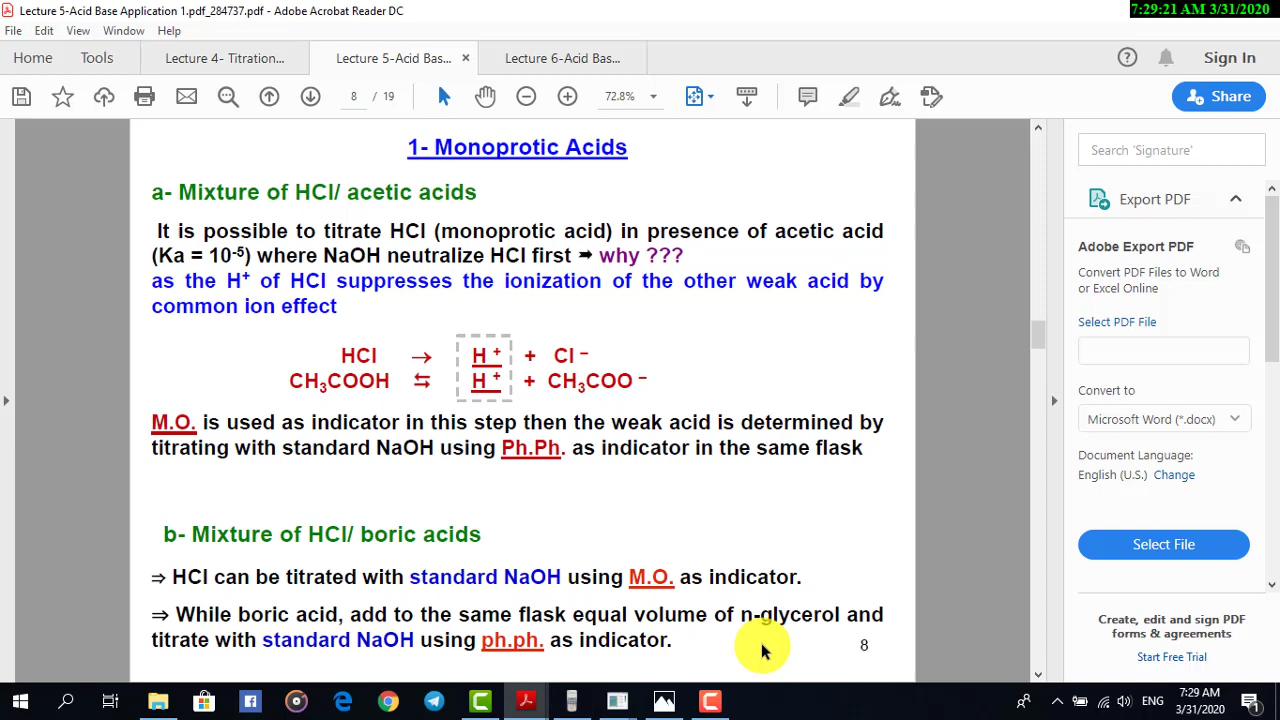 Lecture 5-Acid Base Application 1.pdf_284737.pdf - Adobe Acrobat Reader DC
7:29:21 AM 3/31/2020
File Edit View Window Help
Home Tools Lecture 4- Titration... Lecture 5-Acid Bas... × Lecture 6-Acid Bas... Sign In
8 / 19 72.8% Share
1- Monoprotic Acids
a- Mixture of HCl/ acetic acids
It is possible to titrate HCl (monoprotic acid) in presence of acetic acid
(Ka = 10-5) where NaOH neutralize HCl first ➡ why ???
as the H+ of HCl suppresses the ionization of the other weak acid by
common ion effect
HCl → H + + Cl −
CH3COOH ⇆ H + + CH3COO −
M.O. is used as indicator in this step then the weak acid is determined by
titrating with standard NaOH using Ph.Ph. as indicator in the same flask
b- Mixture of HCl/ boric acids
⇒ HCl can be titrated with standard NaOH using M.O. as indicator.
⇒ While boric acid, add to the same flask equal volume of n-glycerol and
titrate with standard NaOH using ph.ph. as indicator.
8
Search 'Signature'
Export PDF
Adobe Export PDF
Convert PDF Files to Word
or Excel Online
Select PDF File
Convert to
Microsoft Word (*.docx)
Document Language:
English (U.S.) Change
Select File
Create, edit and sign PDF
forms & agreements
Start Free Trial
ENG
7:29 AM
3/31/2020
1